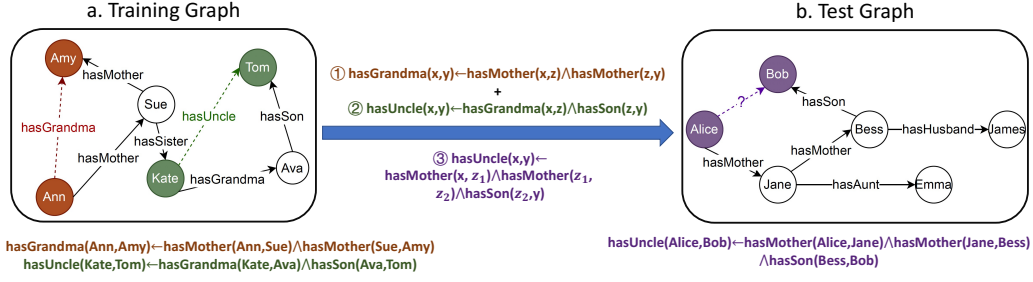 a. Training Graph
Amy
hasMother
Sue
Tom
hasGrandma
hasUncle
hasSon
hasSister
hasMother
Kate
hasGrandma
Ava
Ann
hasGrandma(Ann,Amy)←hasMother(Ann,Sue)⋀hasMother(Sue,Amy)
hasUncle(Kate,Tom)←hasGrandma(Kate,Ava)⋀hasSon(Ava,Tom)
① hasGrandma(x,y)←hasMother(x,z)⋀hasMother(z,y)
+
② hasUncle(x,y)←hasGrandma(x,z)⋀hasSon(z,y)
③ hasUncle(x,y)←
hasMother(x, z₁)⋀hasMother(z₁,
z₂)⋀hasSon(z₂,y)
b. Test Graph
Bob
?
hasSon
Alice
Bess
hasHusband
James
hasMother
hasMother
Jane
hasAunt
Emma
hasUncle(Alice,Bob)←hasMother(Alice,Jane)⋀hasMother(Jane,Bess)
⋀hasSon(Bess,Bob)